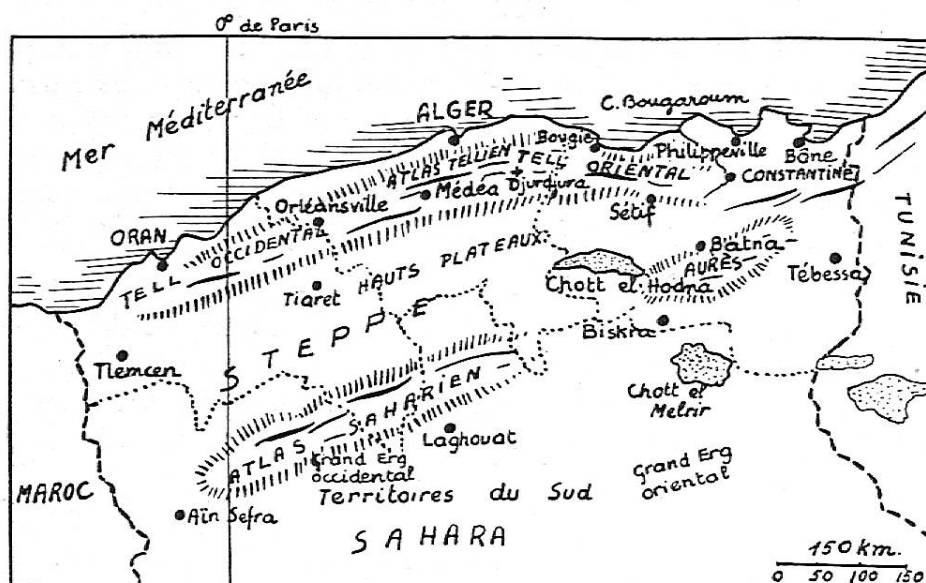 0° de Paris
Mer Méditerranée
ALGER
C. Bougaroum
Bougie
Philippeville
Bône
CONSTANTINE
ATLAS TELLIEN
TELL ORIENTAL
Djurdjura
Médéa
Orléansville
Sétif
ORAN
TELL OCCIDENTAL
HAUTS PLATEAUX
Batna
AURÈS
Tébessa
TUNISIE
Chott el Hodna
Tiaret
Biskra
STEPPE
Tlemcen
Chott el
Melrir
ATLAS SAHARIEN
Laghouat
Grand Erg
occidental
Grand Erg
oriental
MAROC
Territoires du Sud
Aïn Sefra
SAHARA
150 km.
0 50 100 150